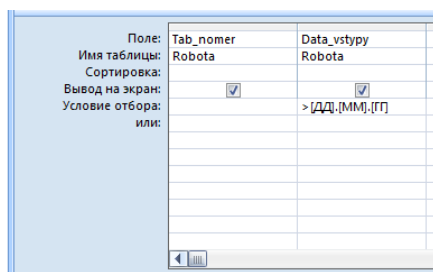 Поле: Tab_nomer Data_vstypy
Имя таблицы: Robota Robota
Сортировка:
Вывод на экран:
Условие отбора: >[ДД].[ММ].[ГГ]
или: